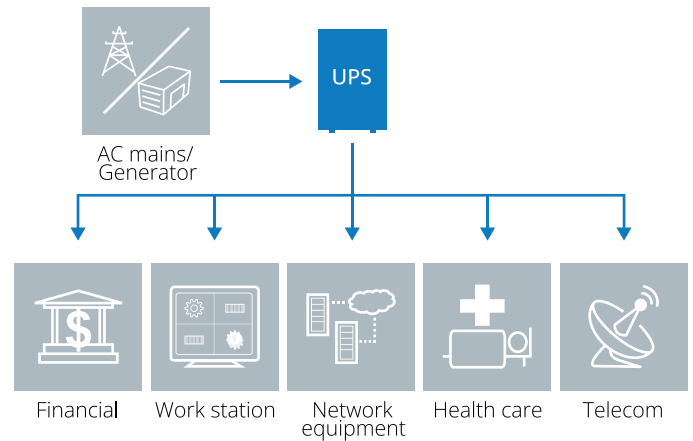 UPS
AC mains/
Generator
$
Financial
Work station
Network
equipment
Health care
Telecom